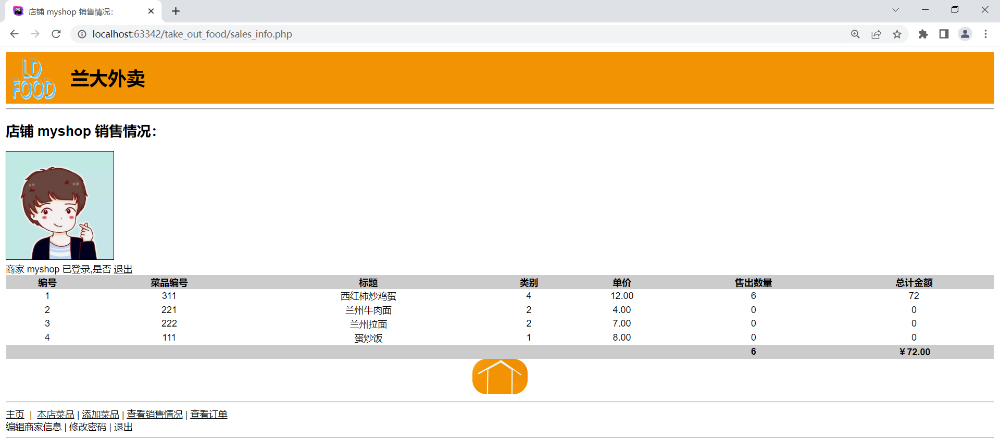 店铺 myshop 销售情况：
localhost:63342/take_out_food/sales_info.php
LD
FOOD
兰大外卖
店铺 myshop 销售情况：
商家 myshop 已登录,是否 退出
编号 菜品编号 标题 类别 单价 售出数量 总计金额
1 311 西红柿炒鸡蛋 4 12.00 6 72
2 221 兰州牛肉面 2 4.00 0 0
3 222 兰州拉面 2 7.00 0 0
4 111 蛋炒饭 1 8.00 0 0
6 ￥72.00
主页 | 本店菜品 | 添加菜品 | 查看销售情况 | 查看订单
编辑商家信息 | 修改密码 | 退出